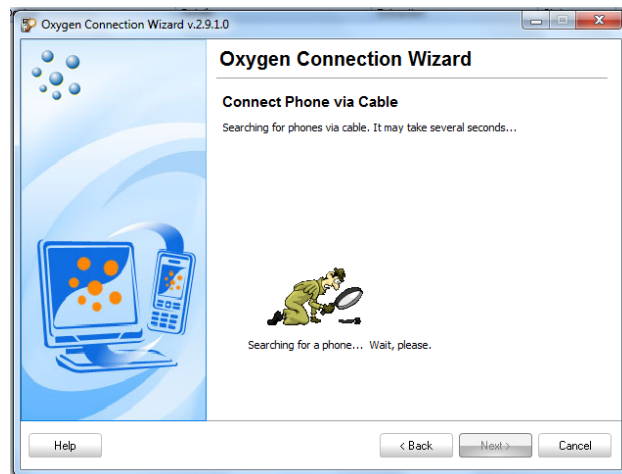 Oxygen Connection Wizard v.2.9.1.0
Oxygen Connection Wizard
Connect Phone via Cable
Searching for phones via cable. It may take several seconds...
Searching for a phone... Wait, please.
Help
< Back
Next >
Cancel